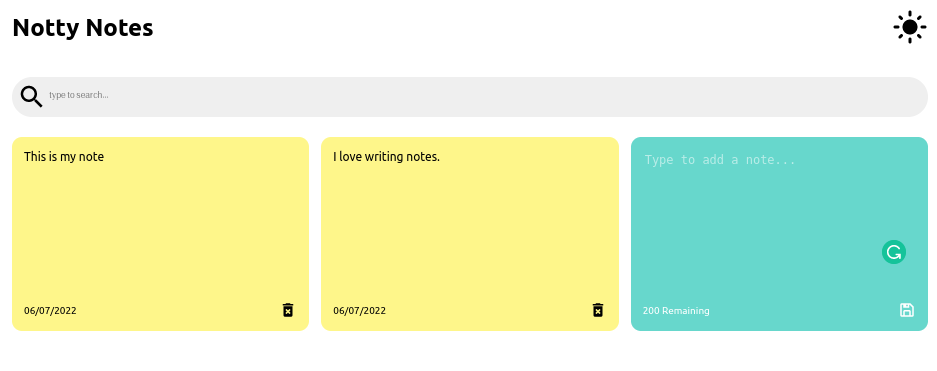 Notty Notes
type to search...
This is my note
I love writing notes.
Type to add a note...
06/07/2022
06/07/2022
200 Remaining